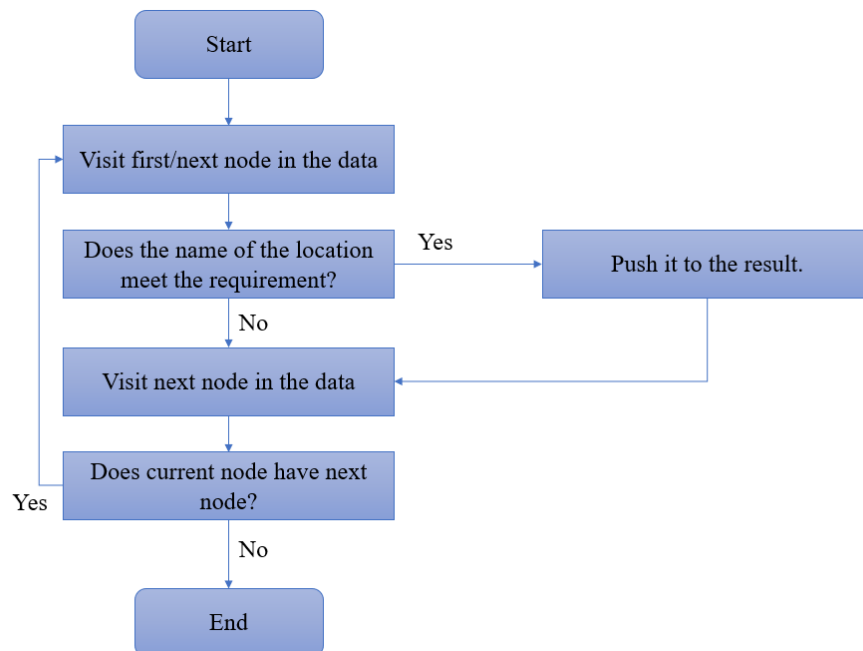 Start
Visit first/next node in the data
Does the name of the location
meet the requirement?
Yes
Push it to the result.
No
Visit next node in the data
Does current node have next
node?
Yes
No
End